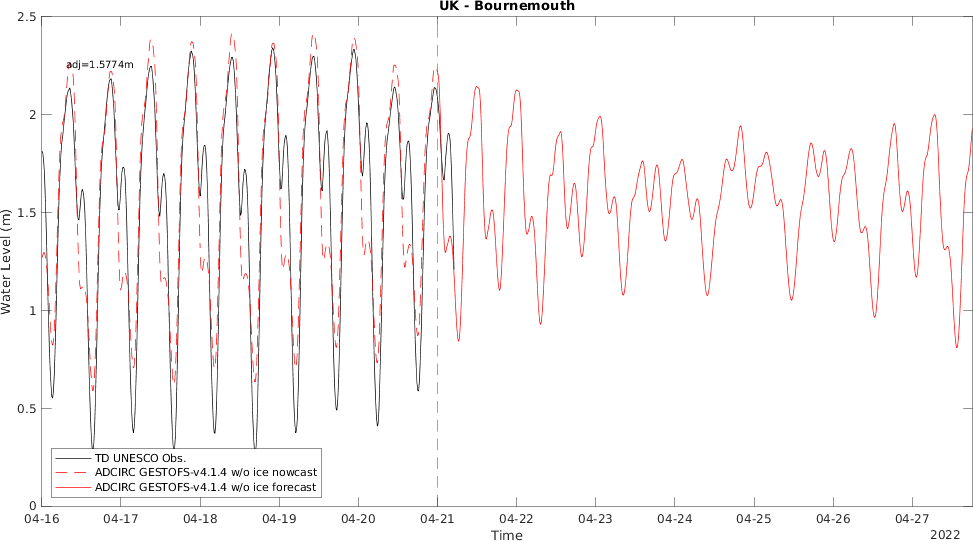 UK - Bournemouth
2.5
adj=1.5774m
2
1.5
1
0.5
0
Water Level (m)
TD UNESCO Obs.
ADCIRC GESTOFS-v4.1.4 w/o ice nowcast
ADCIRC GESTOFS-v4.1.4 w/o ice forecast
04-16 04-17 04-18 04-19 04-20 04-21 04-22 04-23 04-24 04-25 04-26 04-27
Time
2022